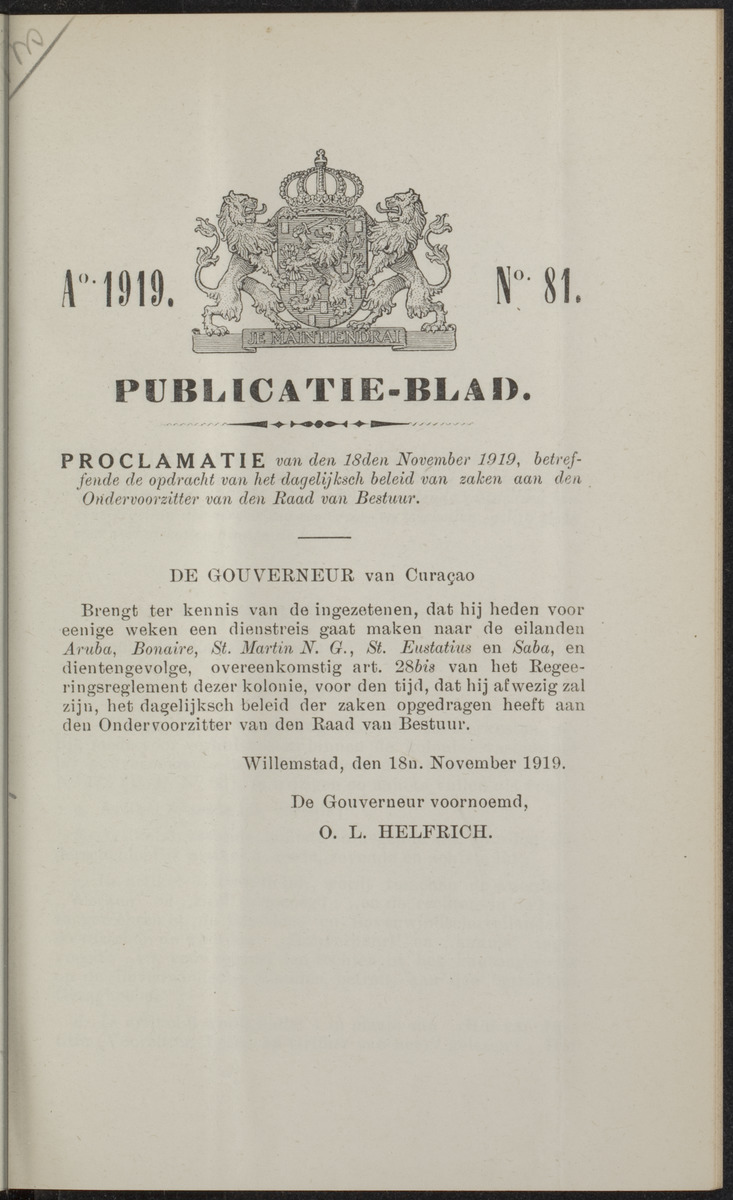 Ao. 1919.
No. 81.
JE MAINTIENDRAI
PUBLICATIE-BLAD.
PROCLAMATIE van den 18den November 1919, betref-
fende de opdracht van het dagelijksch beleid van zaken aan den
Ondervoorzitter van den Raad van Bestuur.
DE GOUVERNEUR van Curaçao
Brengt ter kennis van de ingezetenen, dat hij heden voor
eenige weken een dienstreis gaat maken naar de eilanden
Aruba, Bonaire, St. Martin N. G., St. Eustatius en Saba, en
dientengevolge, overeenkomstig art. 28bis van het Regee-
ringsreglement dezer kolonie, voor den tijd, dat hij afwezig zal
zijn, het dagelijksch beleid der zaken opgedragen heeft aan
den Ondervoorzitter van den Raad van Bestuur.
Willemstad, den 18n. November 1919.
De Gouverneur voornoemd,
O. L. HELFRICH.